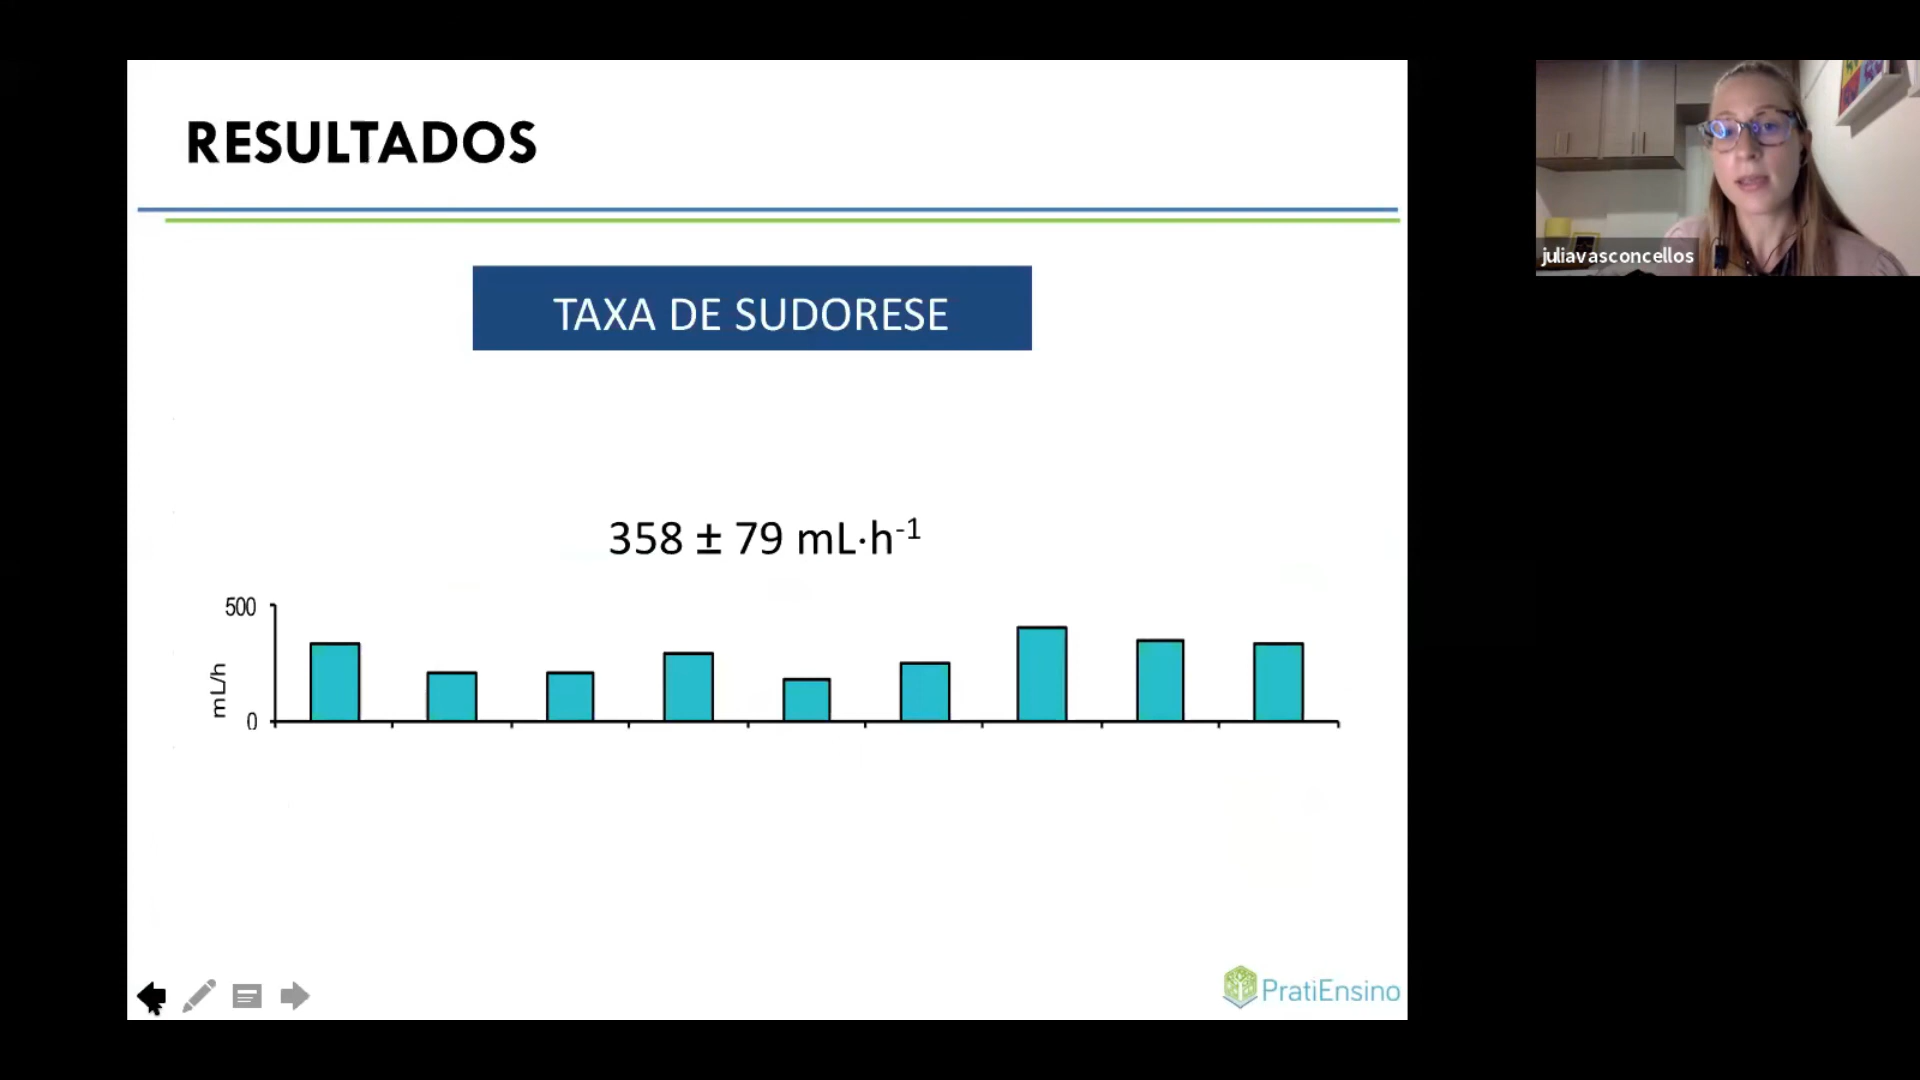 RESULTADOS
TAXA DE SUDORESE
358 ± 79 mL·h⁻¹
500
mL/h
0
juliavasconcellos
PratiEnsino